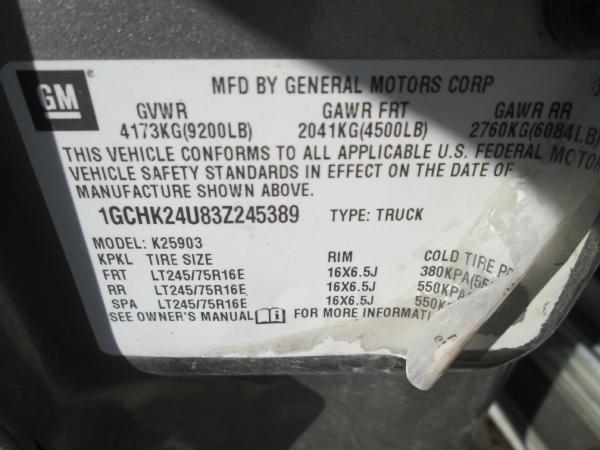 GM
MFD BY GENERAL MOTORS CORP
GVWR GAWR FRT GAWR RR
4173KG(9200LB) 2041KG(4500LB) 2760KG(6084LB)
THIS VEHICLE CONFORMS TO ALL APPLICABLE U.S. FEDERAL MOTOR
VEHICLE SAFETY STANDARDS IN EFFECT ON THE DATE OF
MANUFACTURE SHOWN ABOVE.
1GCHK24U83Z245389 TYPE: TRUCK
MODEL: K25903
KPKL TIRE SIZE RIM COLD TIRE
FRT LT245/75R16E 16X6.5J 380KPA(55
RR LT245/75R16E 16X6.5J 550KPA
SPA LT245/75R16E 16X6.5J 550KP
SEE OWNER'S MANUAL FOR MORE INFORMATI